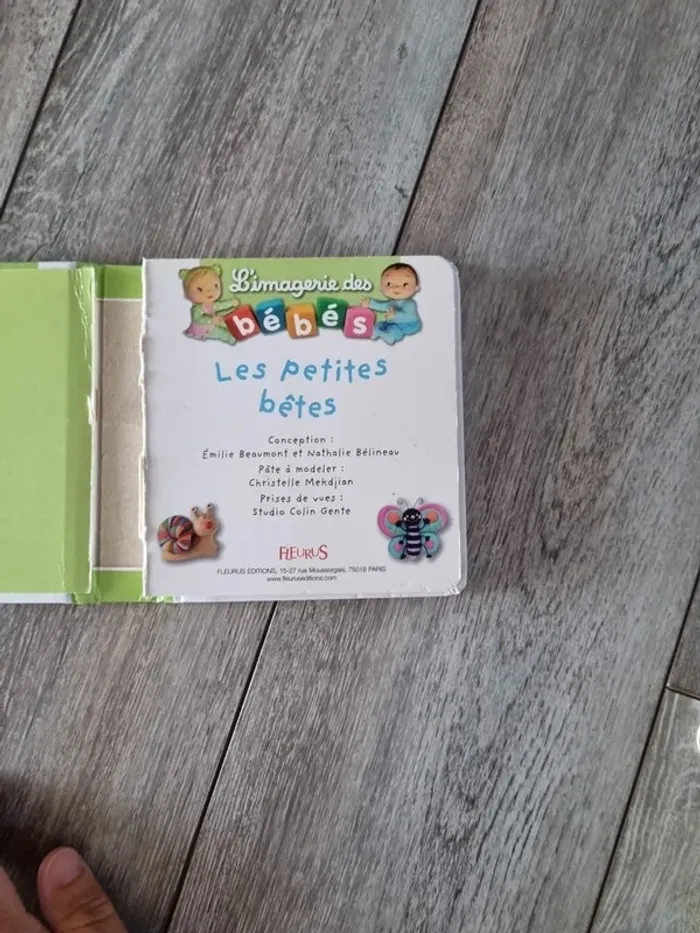 L'imagerie des
bébés
Les petites
bêtes
Conception :
Émilie Beaumont et Nathalie Bélineau
Pâte à modeler :
Christelle Mekdjian
Prises de vues :
Studio Colin Gente
FLEURUS
FLEURUS ÉDITIONS, 15-27 rue Moussorgski, 75018 PARIS
www.fleuruseditions.com